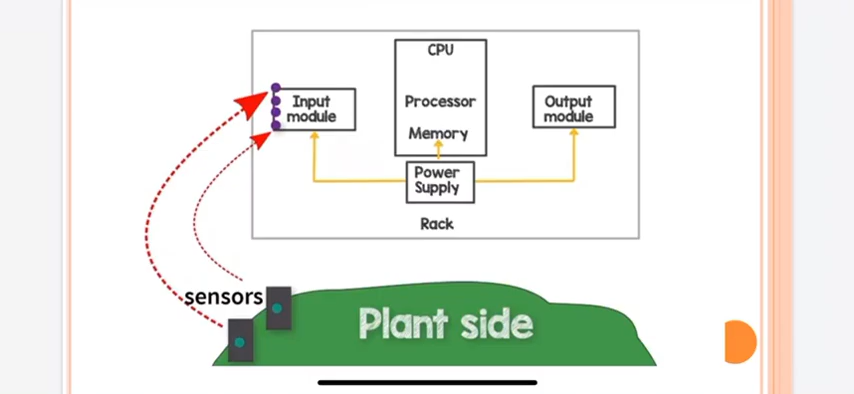 CPU
Input
module
Processor
Output
module
Memory
Power
Supply
Rack
sensors
Plant side